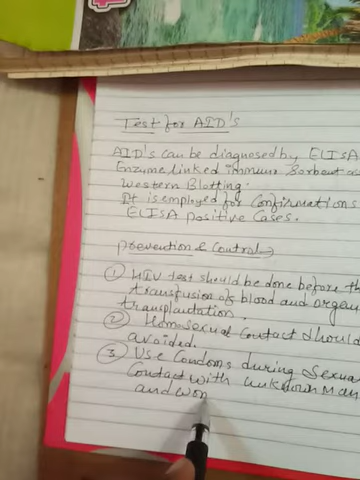 Test for AID's
AID's can be diagnosed by ELISA
Enzyme Linked immuno Sorbent
Western Blotting.
It is employed for Confirmations
ELISA positive Cases.
prevention & Control →
① HIV test should be done before
transfusion of blood and organ
transplantation.
② Homosexual Contact should
avoided.
③ Use Condoms during Sexual
Contact with unknown Man
and wom